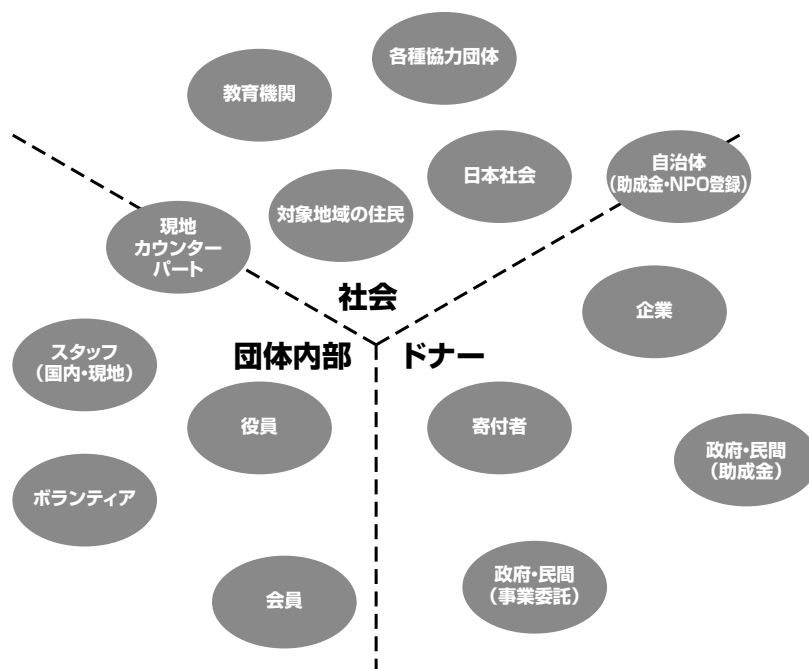 各種協力団体
教育機関
日本社会
自治体
(助成金・NPO登録)
対象地域の住民
現地
カウンター
パート
社会
企業
団体内部
ドナー
スタッフ
(国内・現地)
役員
寄付者
政府・民間
(助成金)
ボランティア
政府・民間
(事業委託)
会員